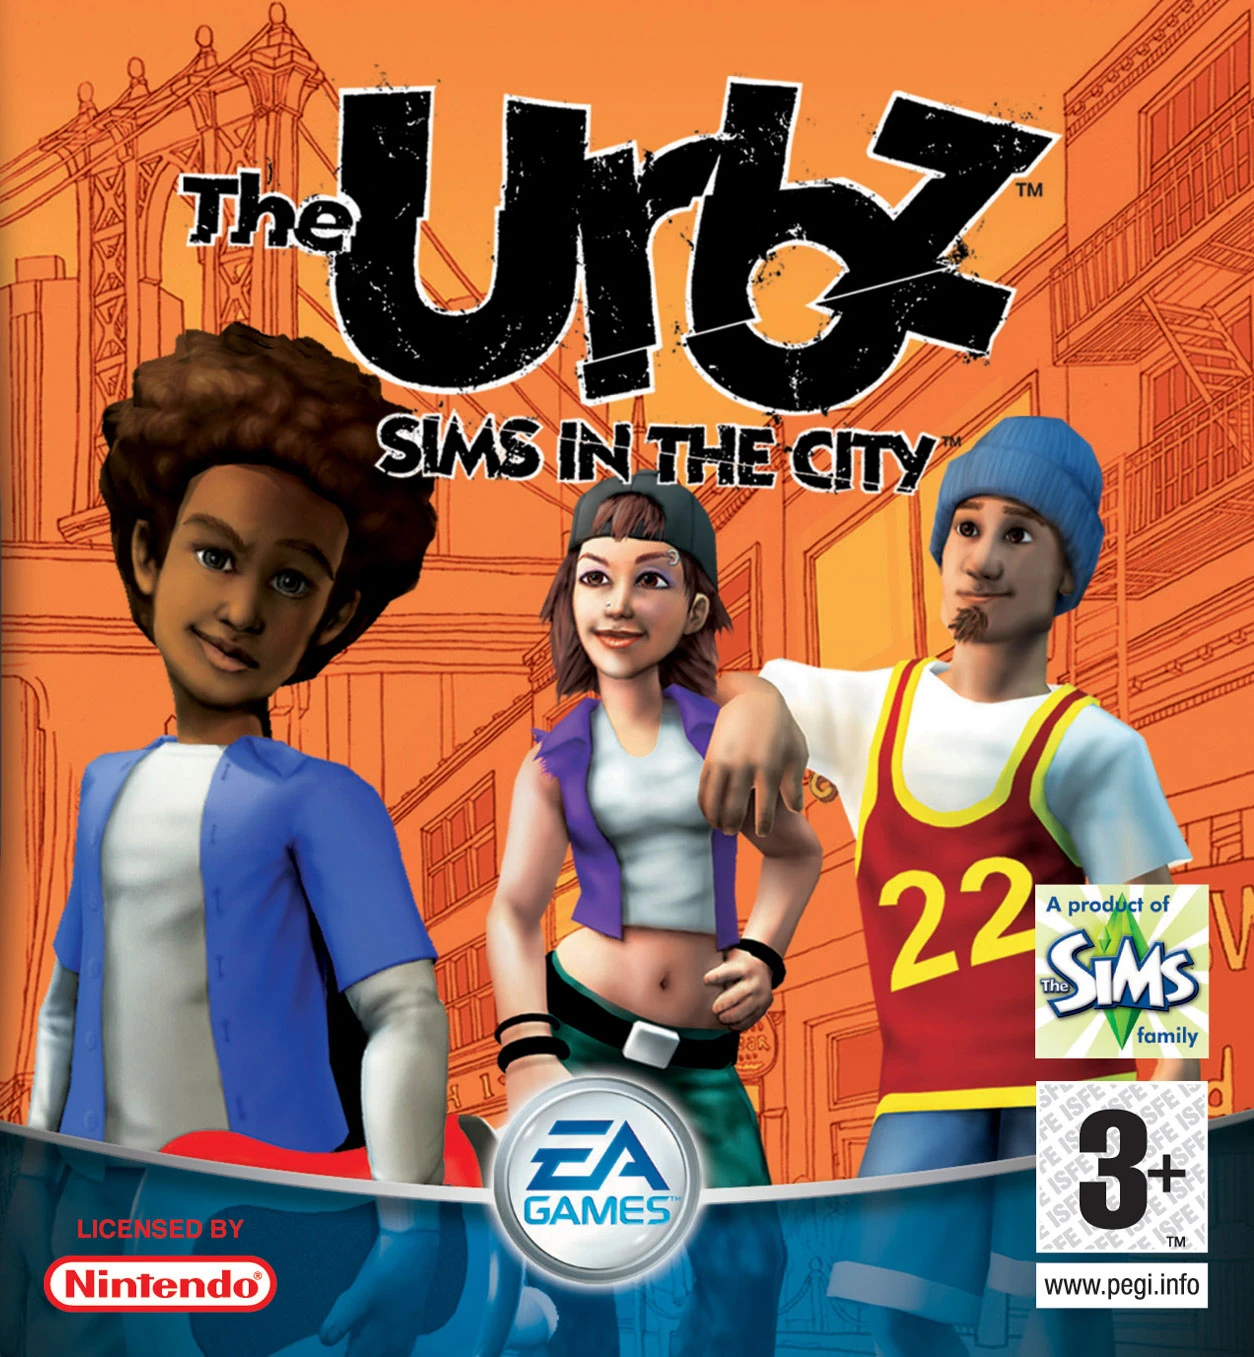 The Urbz™
SIMS IN THE CITY™
22
A product of
The SIMS
family
EA
GAMES™
3+
™
LICENSED BY
Nintendo®
www.pegi.info